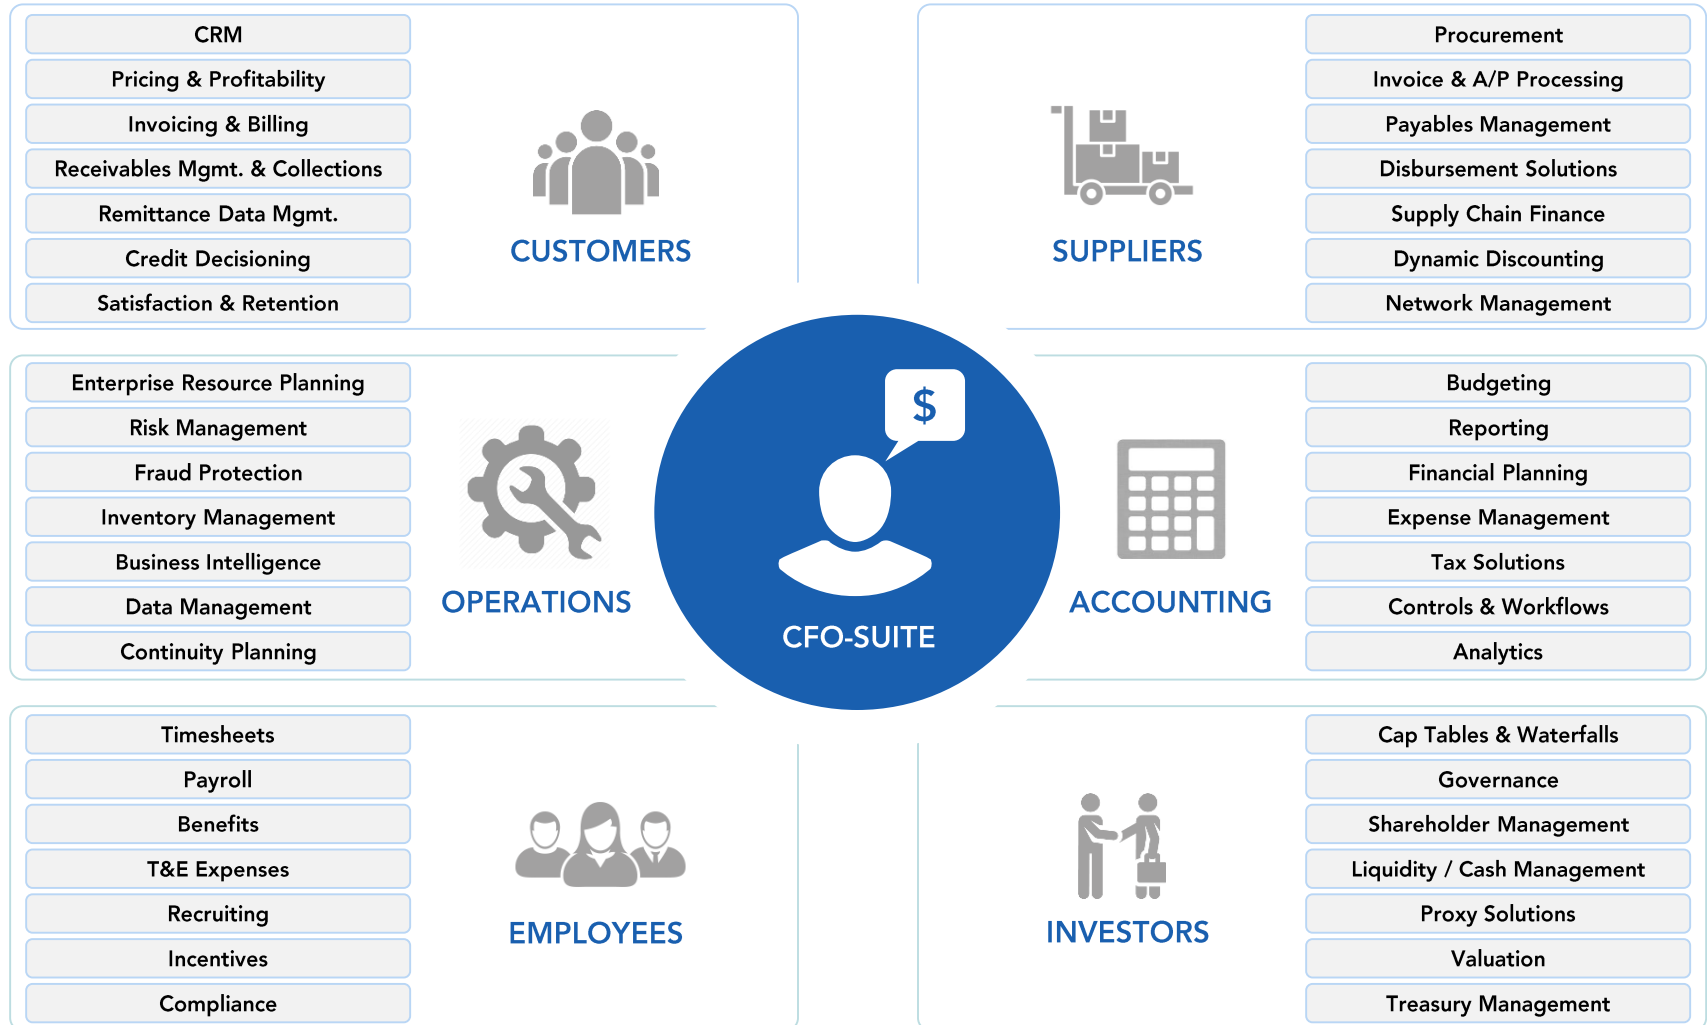 CRM
Pricing & Profitability
Invoicing & Billing
Receivables Mgmt. & Collections
Remittance Data Mgmt.
Credit Decisioning
Satisfaction & Retention
CUSTOMERS
SUPPLIERS
Procurement
Invoice & A/P Processing
Payables Management
Disbursement Solutions
Supply Chain Finance
Dynamic Discounting
Network Management
Enterprise Resource Planning
Risk Management
Fraud Protection
Inventory Management
Business Intelligence
Data Management
Continuity Planning
OPERATIONS
$
CFO-SUITE
ACCOUNTING
Budgeting
Reporting
Financial Planning
Expense Management
Tax Solutions
Controls & Workflows
Analytics
Timesheets
Payroll
Benefits
T&E Expenses
Recruiting
Incentives
Compliance
EMPLOYEES
INVESTORS
Cap Tables & Waterfalls
Governance
Shareholder Management
Liquidity / Cash Management
Proxy Solutions
Valuation
Treasury Management